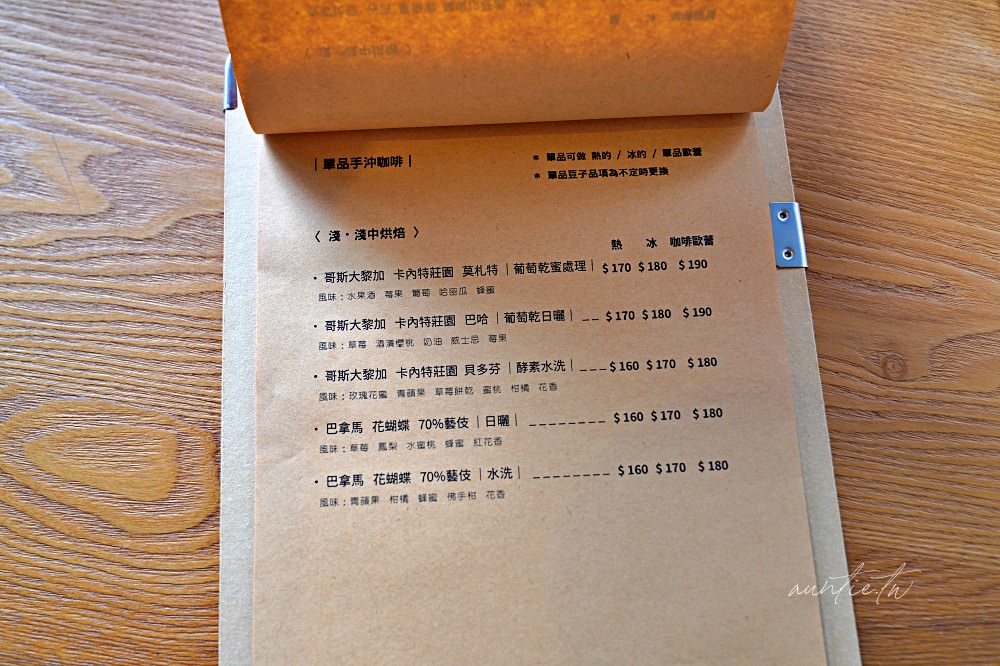 ｜單品手沖咖啡｜
＊ 單品可做 熱的 / 冰的 / 單品歐蕾
＊ 單品豆子品項為不定時更換
〈 淺・淺中烘焙 〉
熱 冰 咖啡歐蕾
・哥斯大黎加 卡內特莊園 莫札特｜葡萄乾蜜處理｜ $170 $180 $190
風味：水果酒 莓果 葡萄 哈密瓜 蜂蜜
・哥斯大黎加 卡內特莊園 巴哈｜葡萄乾日曬｜ __ $170 $180 $190
風味：草莓 酒漬櫻桃 奶油 威士忌 莓果
・哥斯大黎加 卡內特莊園 貝多芬｜酵素水洗｜ ___ $160 $170 $180
風味：玫瑰花蜜 青蘋果 草莓餅乾 蜜桃 柑橘 花香
・巴拿馬 花蝴蝶 70%藝伎｜日曬｜ ________ $160 $170 $180
風味：草莓 鳳梨 水蜜桃 蜂蜜 紅花香
・巴拿馬 花蝴蝶 70%藝伎｜水洗｜ ________ $160 $170 $180
風味：青蘋果 柑橘 蜂蜜 佛手柑 花香
auntie.tw